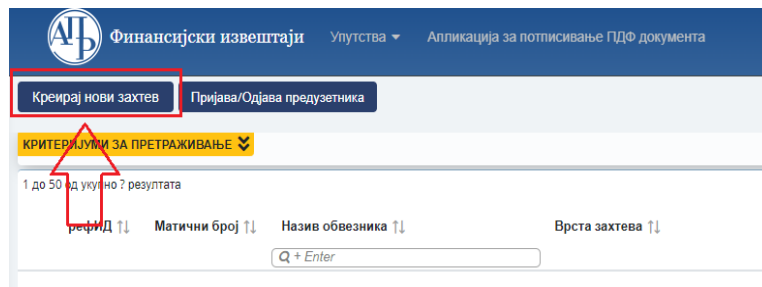 АПР Финансијски извештаји Упутства Апликација за потписивање ПДФ документа
Креирај нови захтев Пријава/Одјава предузетника
КРИТЕРИЈУМИ ЗА ПРЕТРАЖИВАЊЕ
1 до 50 од укупно ? резултата
рефИД Матични број Назив обвезника Врста захтева
+ Enter